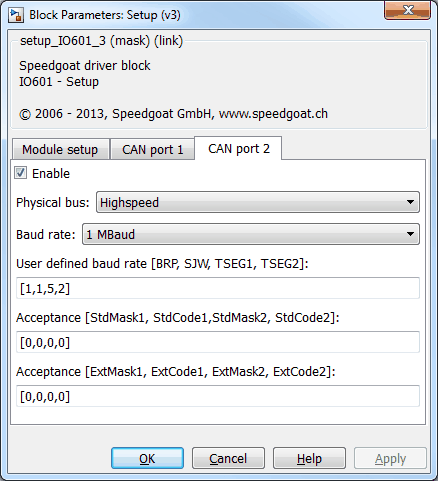 Block Parameters: Setup (v3)
setup_IO601_3 (mask) (link)
Speedgoat driver block
IO601 - Setup
© 2006 - 2013, Speedgoat GmbH, www.speedgoat.ch
Module setup CAN port 1 CAN port 2
Enable
Physical bus: Highspeed
Baud rate: 1 MBaud
User defined baud rate [BRP, SJW, TSEG1, TSEG2]:
[1,1,5,2]
Acceptance [StdMask1, StdCode1,StdMask2, StdCode2]:
[0,0,0,0]
Acceptance [ExtMask1, ExtCode1, ExtMask2, ExtCode2]:
[0,0,0,0]
OK Cancel Help Apply